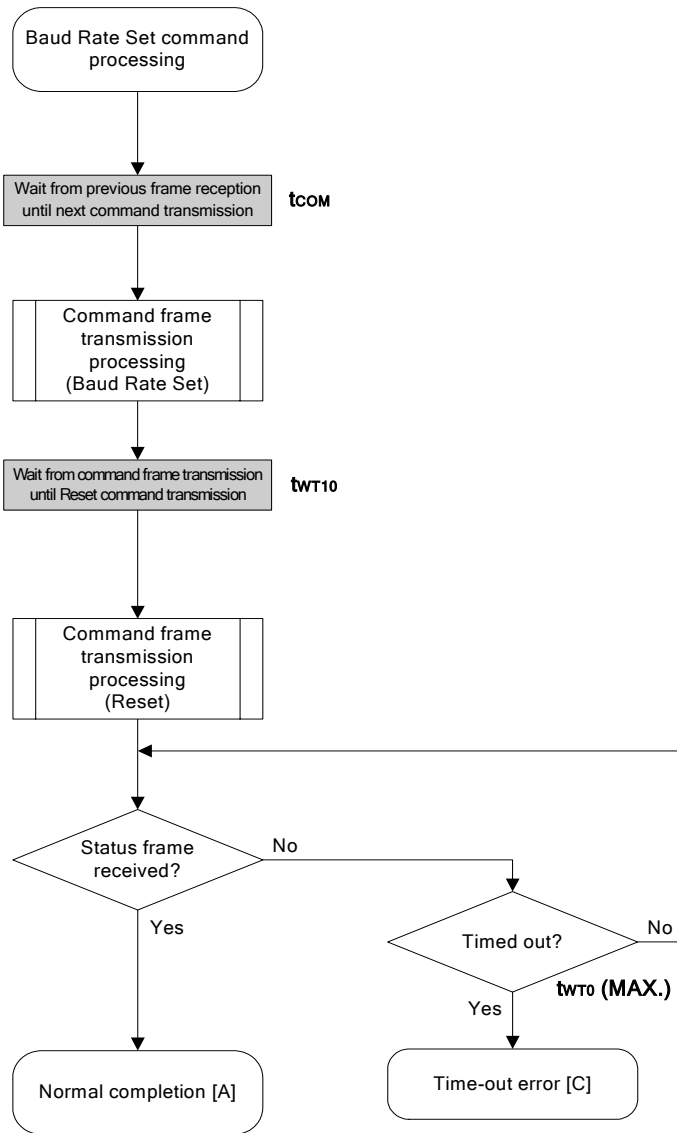 Baud Rate Set command
processing
Wait from previous frame reception
until next command transmission
tCOM
Command frame
transmission
processing
(Baud Rate Set)
Wait from command frame transmission
until Reset command transmission
tWT10
Command frame
transmission
processing
(Reset)
Status frame
received?
No
Yes
Timed out?
No
tWT0 (MAX.)
Yes
Normal completion [A]
Time-out error [C]